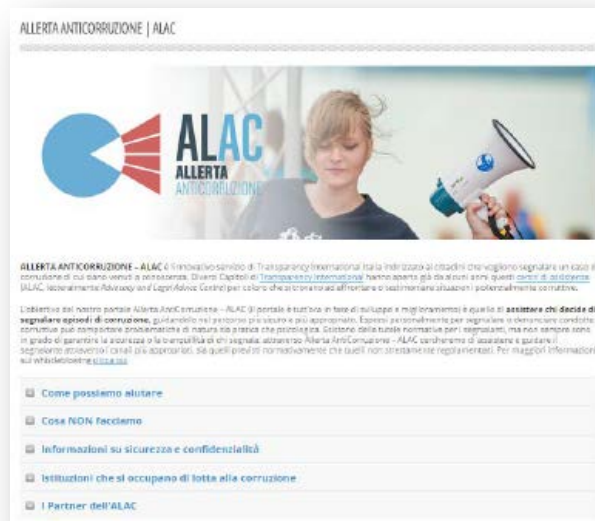 ALLERTA ANTICORRUZIONE | ALAC
ALAC
ALLERTA
ANTICORRUZIONE
ALLERTA ANTICORRUZIONE – ALAC è l'innovativo servizio di Transparency International Italia indirizzato ai cittadini che vogliono segnalare un caso di
corruzione di cui siano venuti a conoscenza. Diversi Capitoli di Transparency International hanno aperto già da alcuni anni questi centri di assistenza
(ALAC, letteralmente Advocacy and Legal Advice Centre) per coloro che si trovano ad affrontare o testimoniare situazioni potenzialmente corruttive.
L'obiettivo del nostro portale Allerta AntiCorruzione – ALAC (il portale è tutt'ora in fase di sviluppo e miglioramento) è quello di assistere chi decide di
segnalare episodi di corruzione, guidandolo nel percorso più sicuro e più appropriato. Esporsi personalmente per segnalare o denunciare condotte
corruttive può comportare problematiche di natura sia pratica che psicologica. Esistono delle tutele normative per i segnalanti, ma non sempre sono
in grado di garantire la sicurezza o la tranquillità di chi segnala: attraverso Allerta AntiCorruzione – ALAC cercheremo di assistere e guidare il
segnalante attraverso i canali più appropriati, sia quelli previsti normativamente che quelli non strettamente regolamentati. Per maggiori informazioni
sul whistleblowing clicca qui
Come possiamo aiutare
Cosa NON facciamo
Informazioni su sicurezza e confidenzialità
Istituzioni che si occupano di lotta alla corruzione
I Partner dell'ALAC